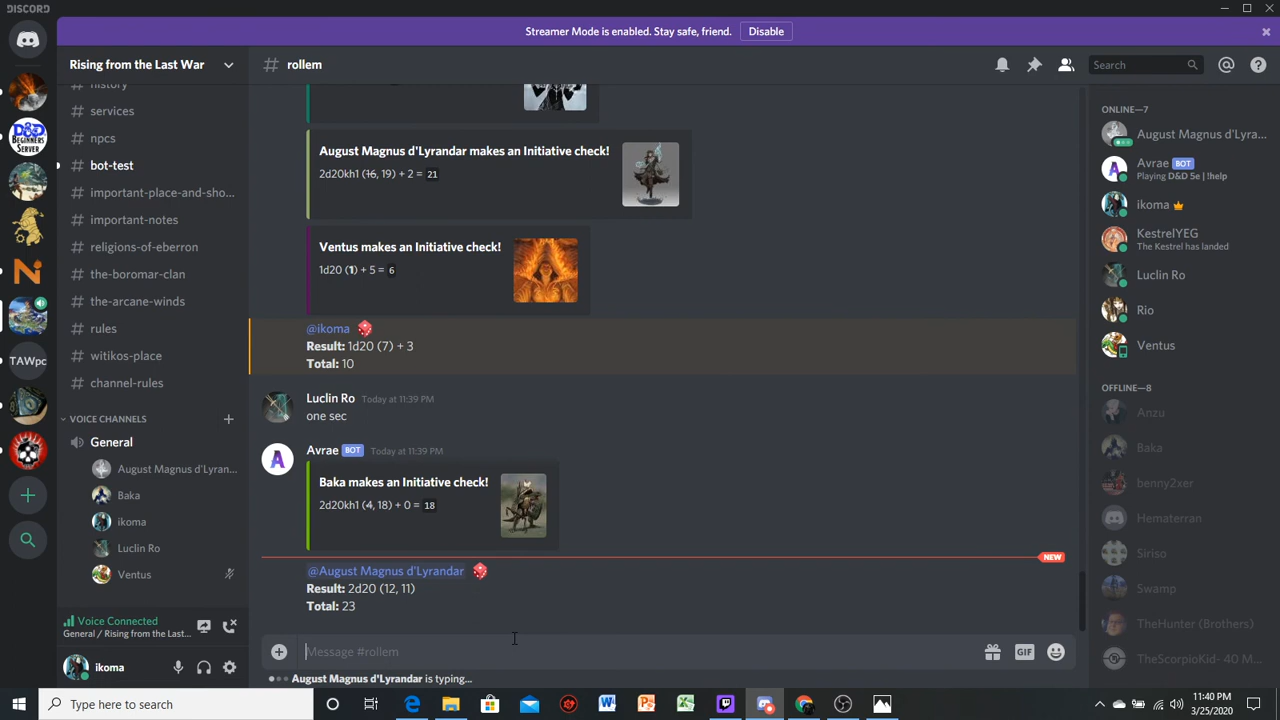 DISCORD
Streamer Mode is enabled. Stay safe, friend.
Disable
Rising from the Last War
# rollem
Search
# history
# services
# npcs
# bot-test
# important-place-and-sho...
# important-notes
# religions-of-eberron
# the-boromar-clan
# the-arcane-winds
# rules
# witikos-place
# channel-rules
VOICE CHANNELS
General
August Magnus d'Lyran...
Baka
ikoma
Luclin Ro
Ventus
Voice Connected
General / Rising from the Last...
ikoma
D&D
BEGINNERS
SERVER
TAWpc
August Magnus d'Lyrandar makes an Initiative check!
2d20kh1 (16, 19) + 2 = 21
Ventus makes an Initiative check!
1d20 (1) + 5 = 6
@ikoma
Result: 1d20 (7) + 3
Total: 10
Luclin Ro Today at 11:39 PM
one sec
Avrae BOT Today at 11:39 PM
Baka makes an Initiative check!
2d20kh1 (4, 18) + 0 = 18
NEW
@August Magnus d'Lyrandar
Result: 2d20 (12, 11)
Total: 23
Message #rollem
GIF
August Magnus d'Lyrandar is typing...
ONLINE—7
August Magnus d'Lyra...
Avrae BOT
Playing D&D 5e | !help
ikoma
KestrelYEG
The Kestrel has landed
Luclin Ro
Rio
Ventus
OFFLINE—8
Anzu
Baka
benny2xer
Hematerran
Siriso
Swamp
TheHunter (Brothers)
TheScorpioKid- 40 M...
Type here to search
11:40 PM
3/25/2020